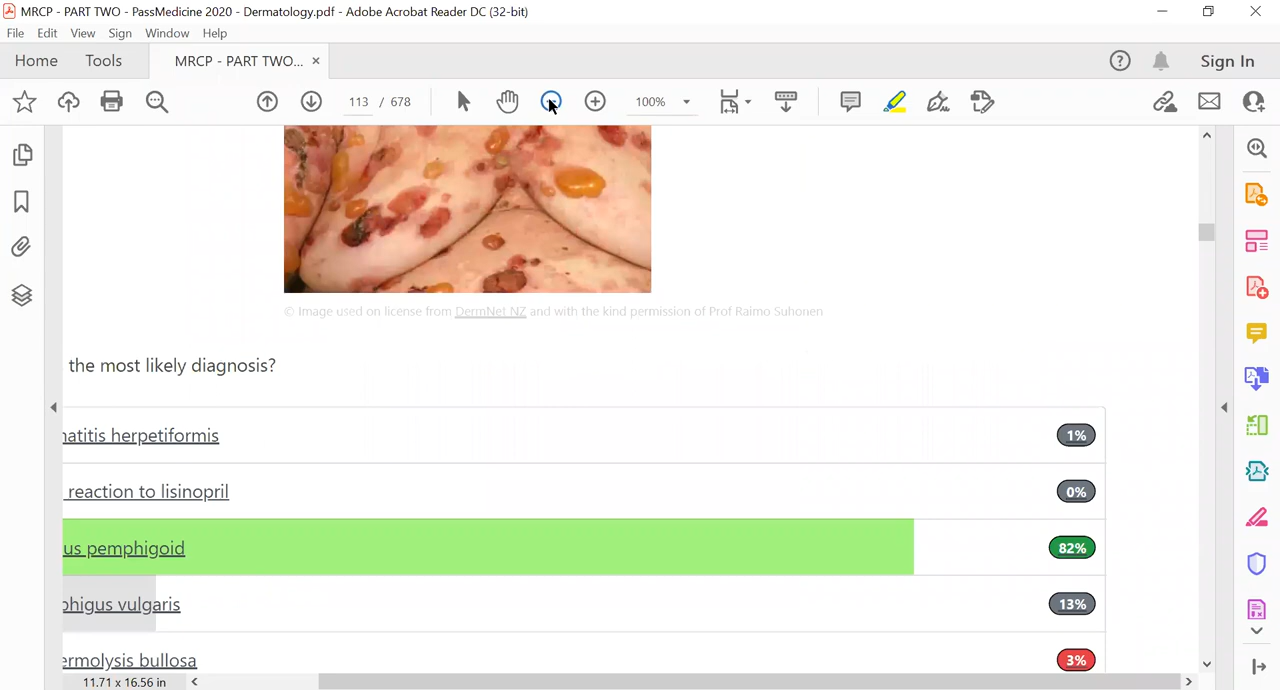 MRCP - PART TWO - PassMedicine 2020 - Dermatology.pdf - Adobe Acrobat Reader DC (32-bit)
File Edit View Sign Window Help
Home Tools MRCP - PART TWO... × Sign In
113 / 678 100%
© Image used on license from DermNet NZ and with the kind permission of Prof Raimo Suhonen
the most likely diagnosis?
natitis herpetiformis 1%
reaction to lisinopril 0%
us pemphigoid 82%
phigus vulgaris 13%
ermolysis bullosa 3%
11.71 x 16.56 in